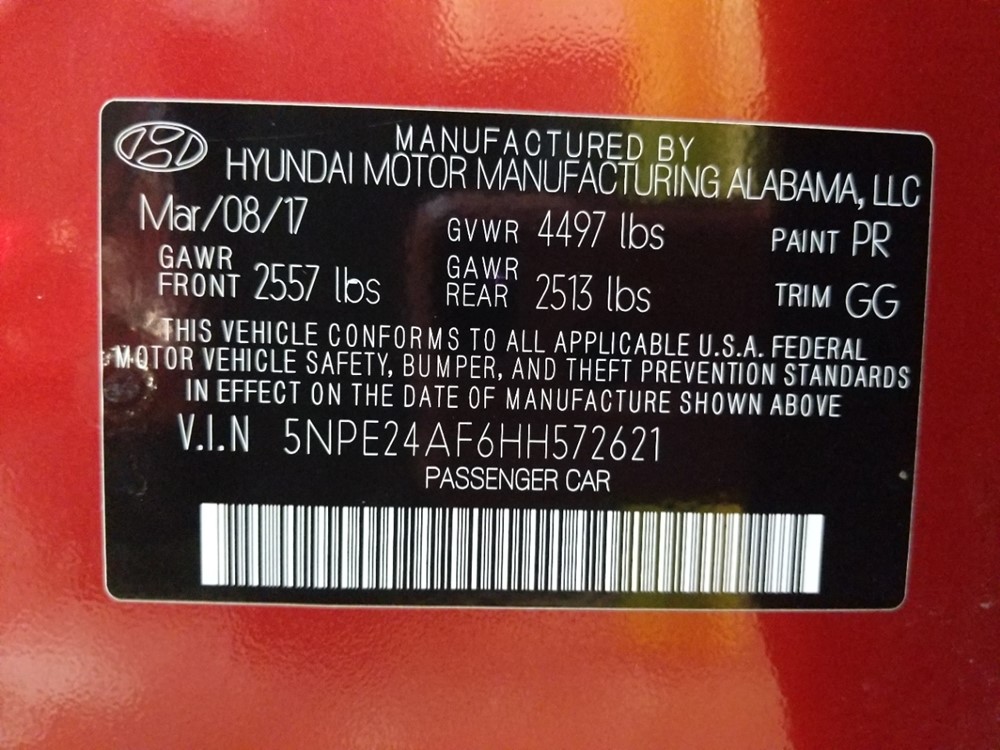 MANUFACTURED BY
HYUNDAI MOTOR MANUFACTURING ALABAMA, LLC
Mar/08/17 GVWR 4497 lbs PAINT PR
GAWR FRONT 2557 lbs GAWR REAR 2513 lbs TRIM GG
THIS VEHICLE CONFORMS TO ALL APPLICABLE U.S.A. FEDERAL
MOTOR VEHICLE SAFETY, BUMPER, AND THEFT PREVENTION STANDARDS
IN EFFECT ON THE DATE OF MANUFACTURE SHOWN ABOVE
V.I.N 5NPE24AF6HH572621
PASSENGER CAR